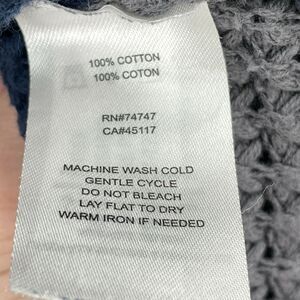 100% COTTON
100% COTON
RN#74747
CA#45117
MACHINE WASH COLD
GENTLE CYCLE
DO NOT BLEACH
LAY FLAT TO DRY
WARM IRON IF NEEDED